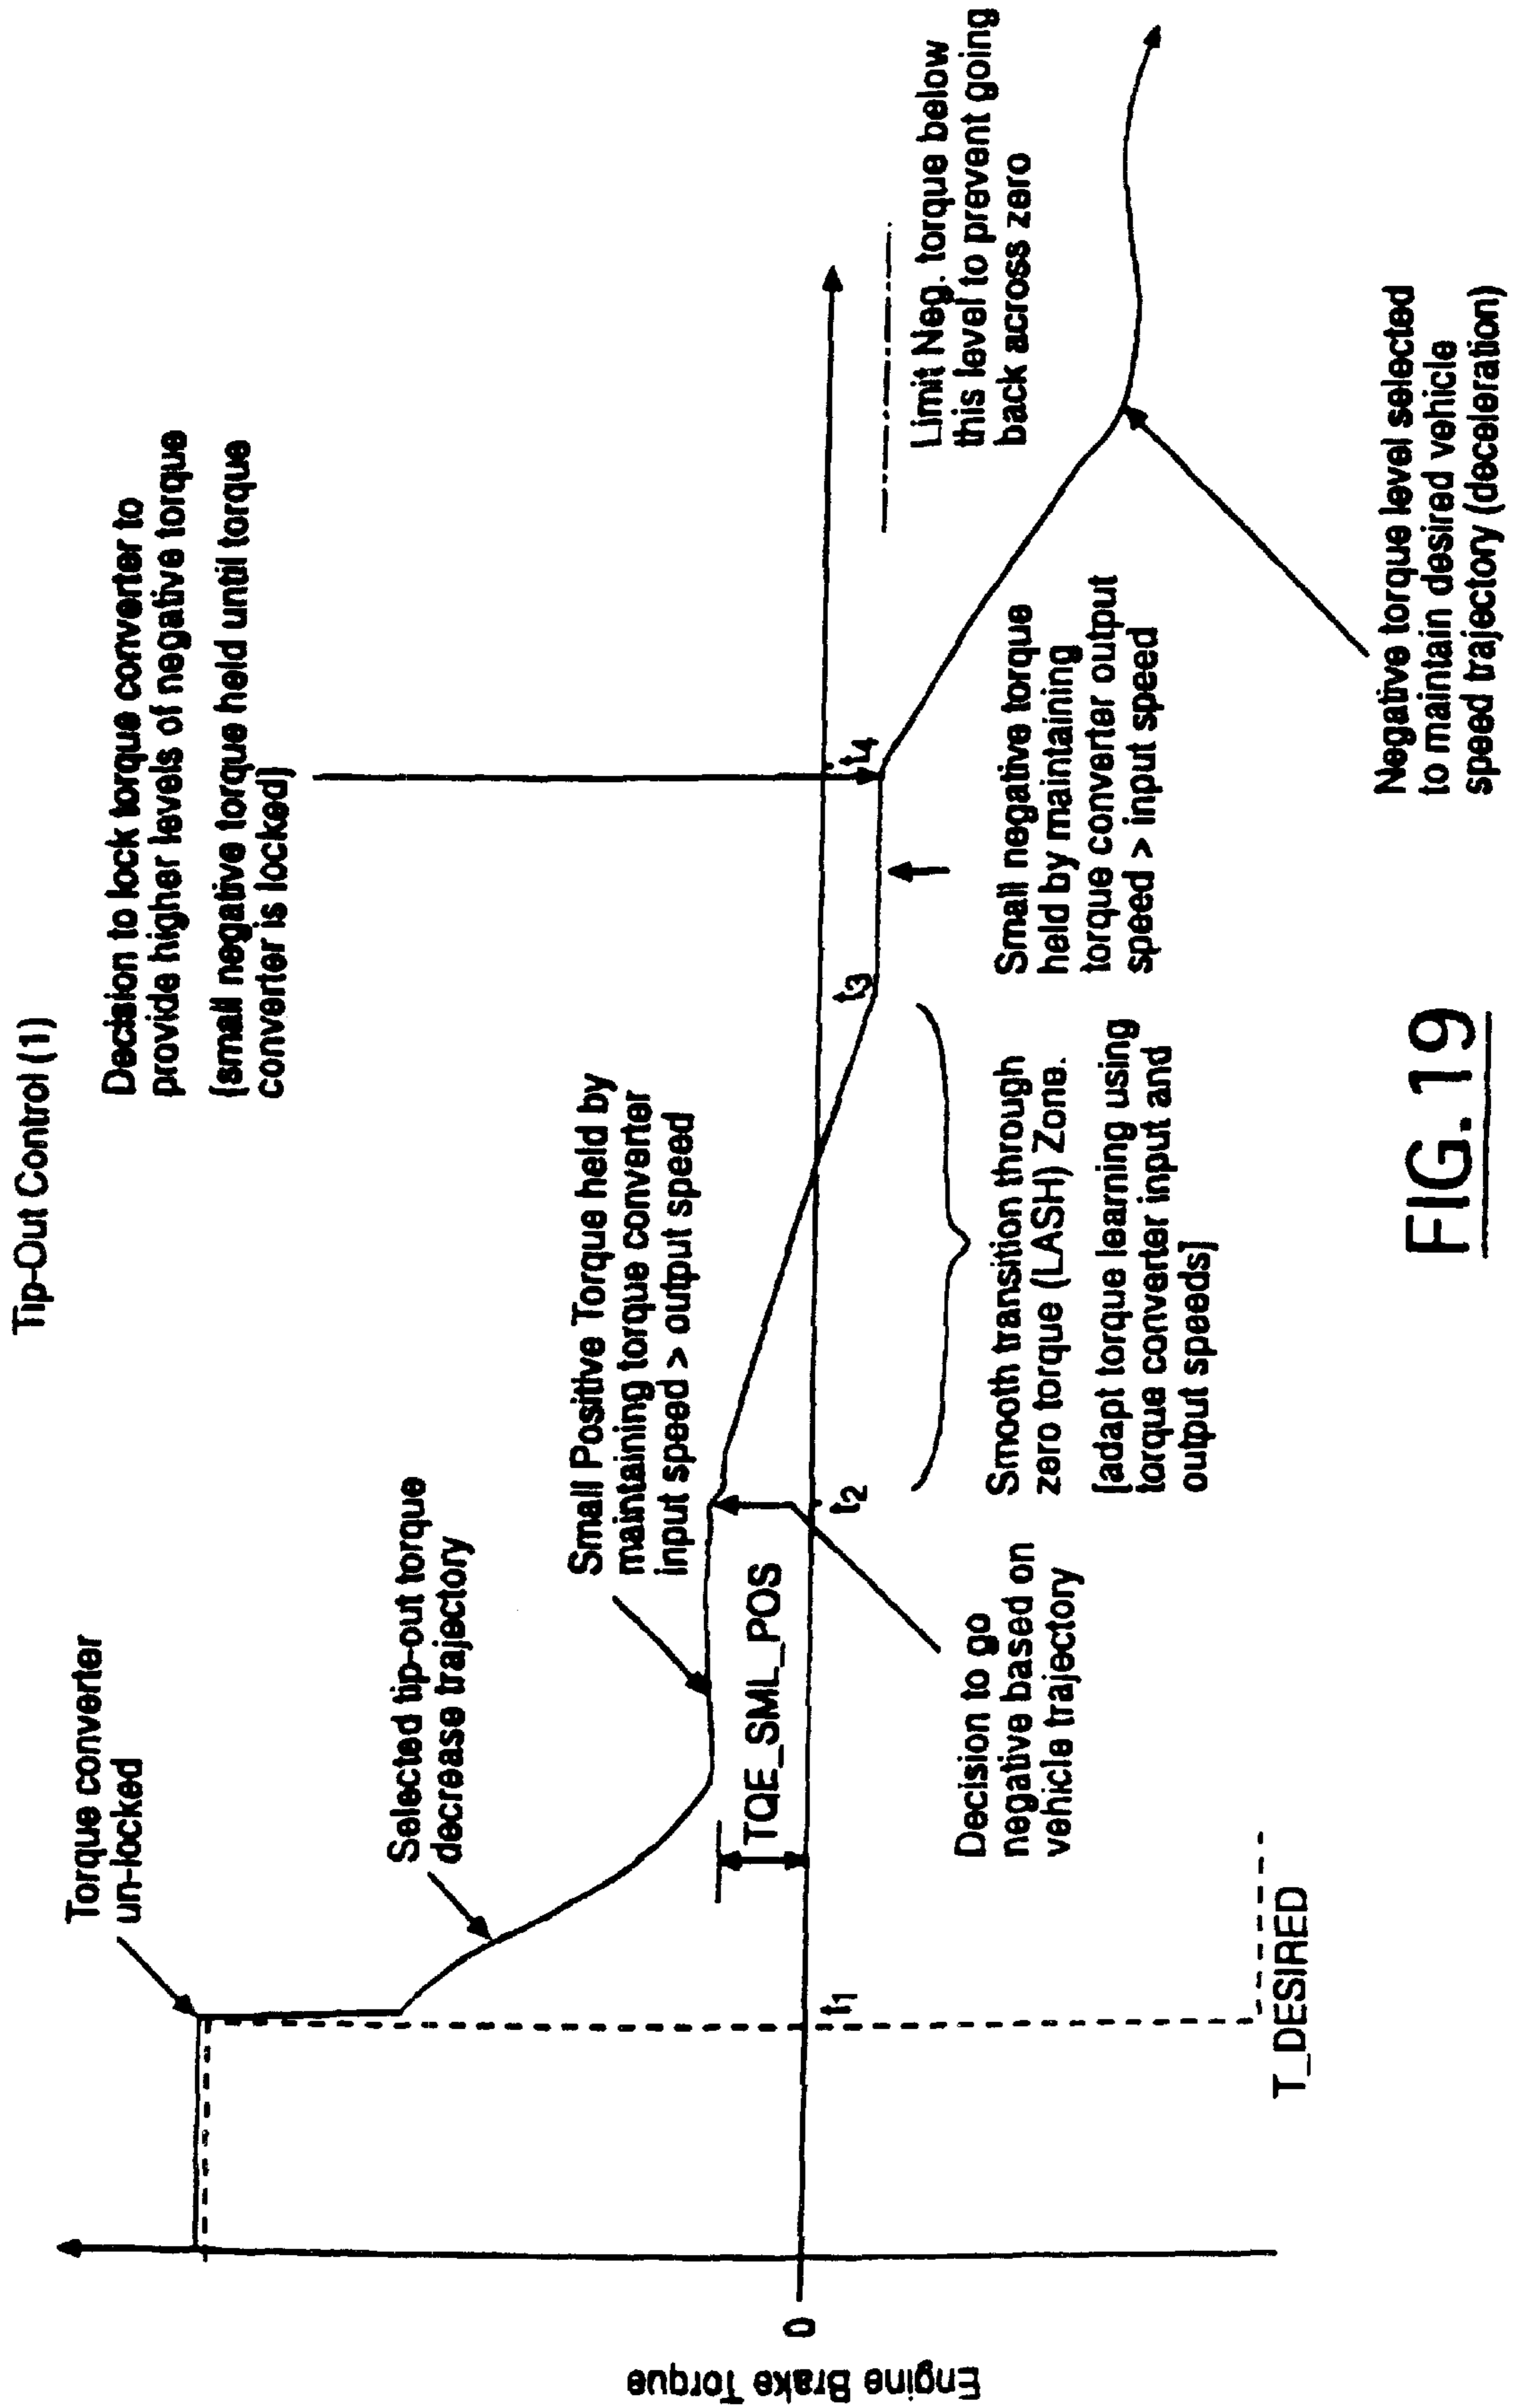 Tip-Out Control (1)
Torque converter
un-locked
Selected tip-out torque
decrease trajectory
Small Positive Torque held by
maintaining torque converter
input speed > output speed
Decision to lock torque converter to
provide higher levels of negative torque
(small negative torque held until torque
converter is locked)
Engine Brake Torque
0
TQE_SML_POS
t1
t2
t3
t4
T_DESIRED
Decision to go
negative based on
vehicle trajectory
Smooth transition through
zero torque (LASH) Zone.
[adapt torque learning using
torque converter input and
output speeds]
Small negative torque
held by maintaining
torque converter output
speed > input speed
Limit Neg. torque below
this level to prevent going
back across zero
Negative torque level selected
to maintain desired vehicle
speed trajectory (deceleration)
FIG.19